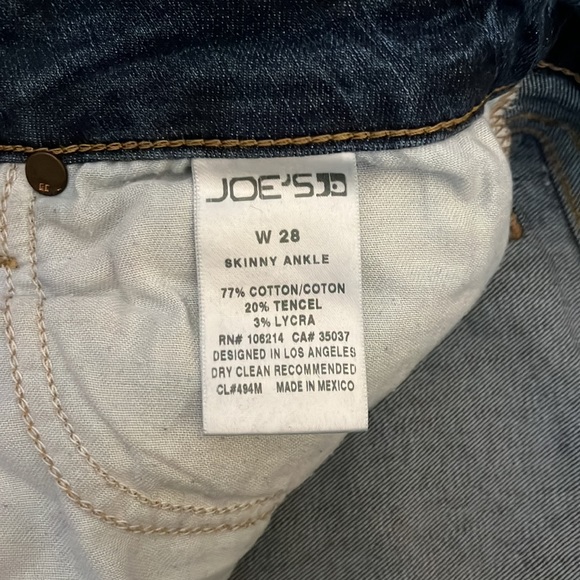 JOE'S
W 28
SKINNY ANKLE
77% COTTON/COTON
20% TENCEL
3% LYCRA
RN# 106214 CA# 35037
DESIGNED IN LOS ANGELES
DRY CLEAN RECOMMENDED
CL#494M MADE IN MEXICO